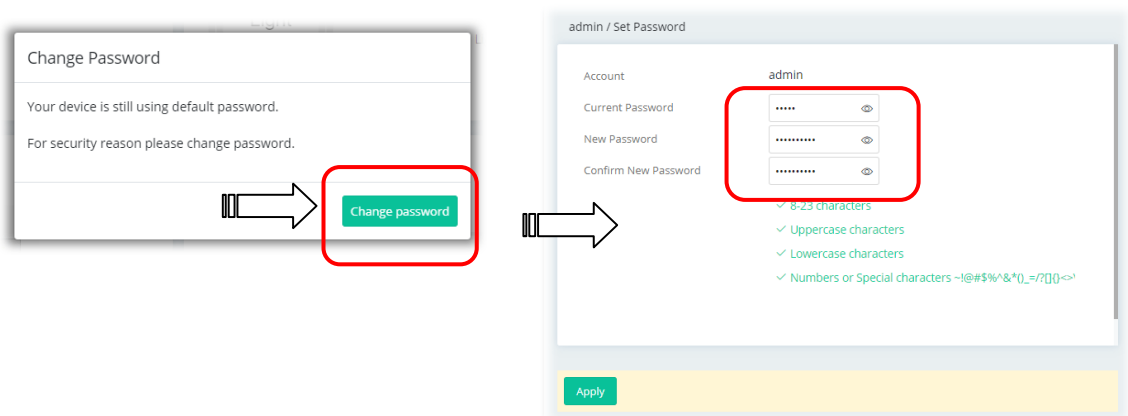 Change Password
Your device is still using default password.
For security reason please change password.
Change password
admin / Set Password
Account admin
Current Password •••••
New Password ••••••••••
Confirm New Password ••••••••••
8-23 characters
Uppercase characters
Lowercase characters
Numbers or Special characters ~!@#$%^&*()_=/?[]{}<>'
Apply